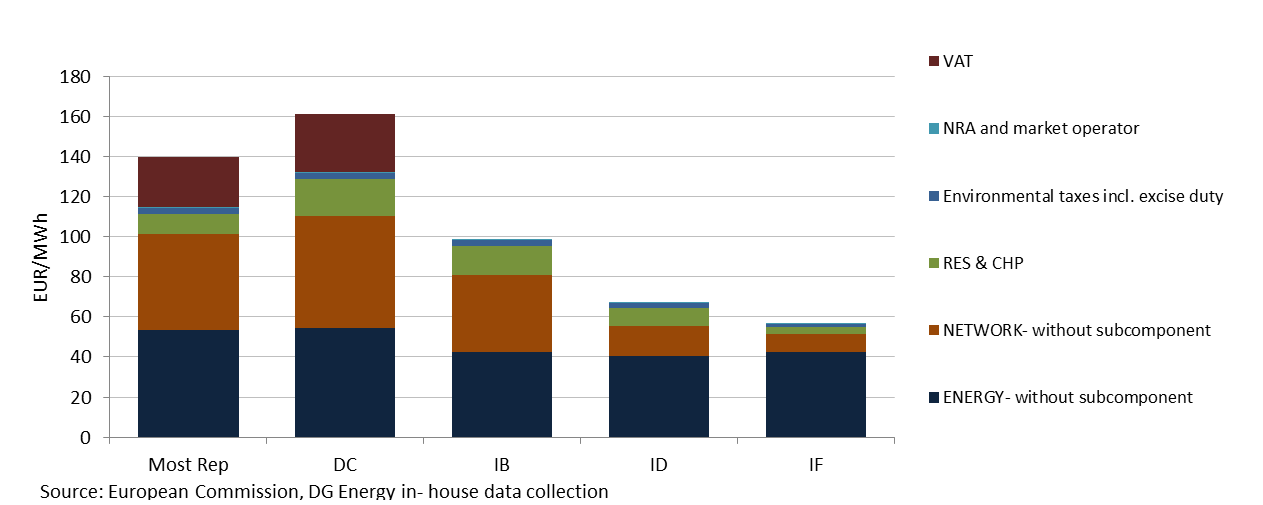 VAT
180
160
NRA and market operator
140
120
Environmental taxes incl. excise duty
100
EUR/MWh
80
RES & CHP
60
NETWORK- without subcomponent
40
20
ENERGY- without subcomponent
0
Most Rep
DC
IB
ID
IF
Source: European Commission, DG Energy in- house data collection